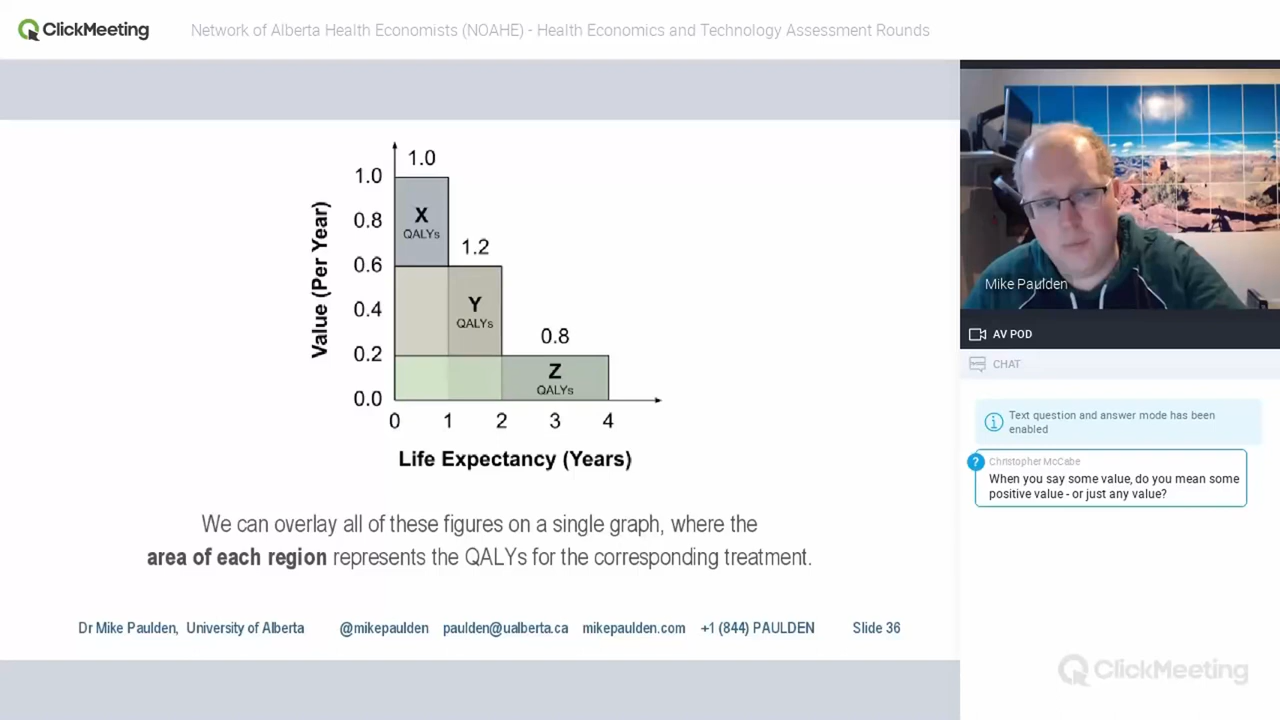 ClickMeeting
Network of Alberta Health Economists (NOAHE) - Health Economics and Technology Assessment Rounds
Value (Per Year)
1.0
0.8
0.6
0.4
0.2
0.0
1.0
X
QALYs
1.2
Y
QALYs
0.8
Z
QALYs
0 1 2 3 4
Life Expectancy (Years)
We can overlay all of these figures on a single graph, where the
area of each region represents the QALYs for the corresponding treatment.
Dr Mike Paulden, University of Alberta @mikepaulden paulden@ualberta.ca mikepaulden.com +1 (844) PAULDEN Slide 36
Mike Paulden
AV POD
CHAT
Text question and answer mode has been
enabled
Christopher McCabe
? When you say some value, do you mean some
positive value - or just any value?
ClickMeeting